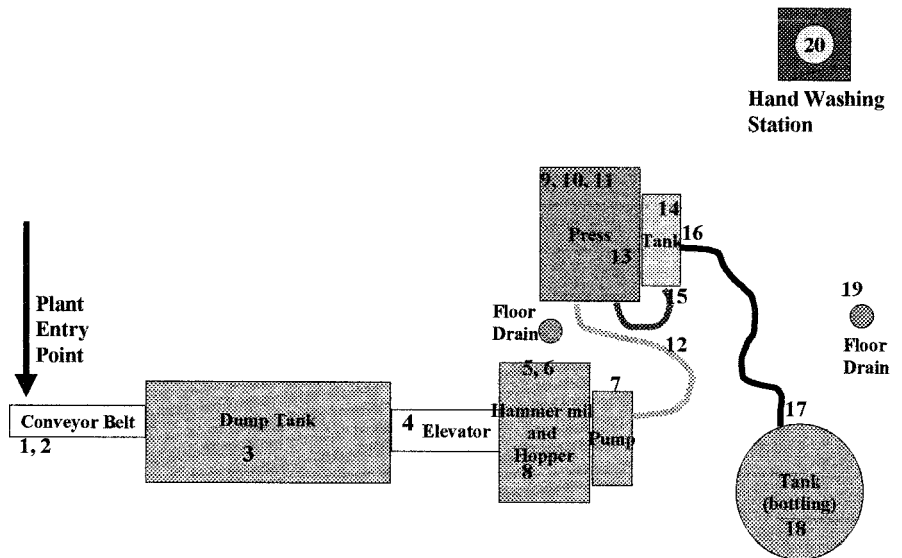 20
Hand Washing
Station
9, 10, 11
14
Press
Tank
16
13
15
Plant
Entry
Point
Floor
Drain
12
19
Floor
Drain
5, 6
7
17
Conveyor Belt
1, 2
Dump Tank
3
4
Elevator
Hammer mil
and
Hopper
8
Pump
Tank
(bottling)
18